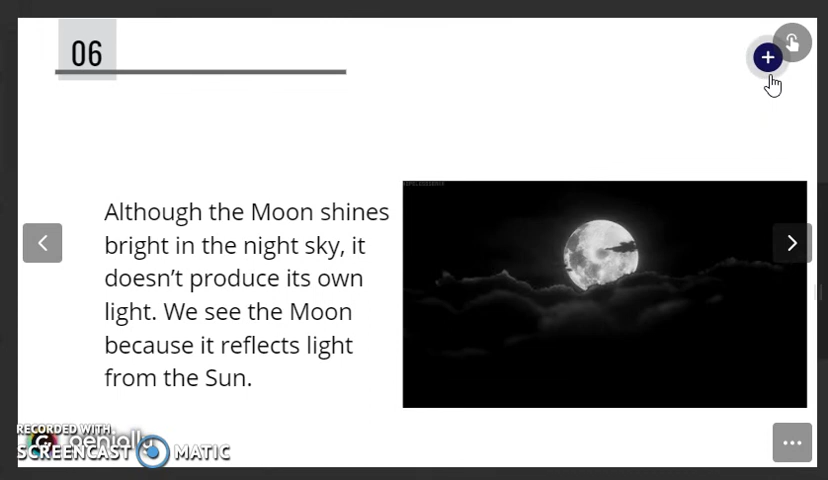 06
Although the Moon shines
bright in the night sky, it
doesn't produce its own
light. We see the Moon
because it reflects light
from the Sun.
RECORDED WITH
genially
SCREENCAST MATIC